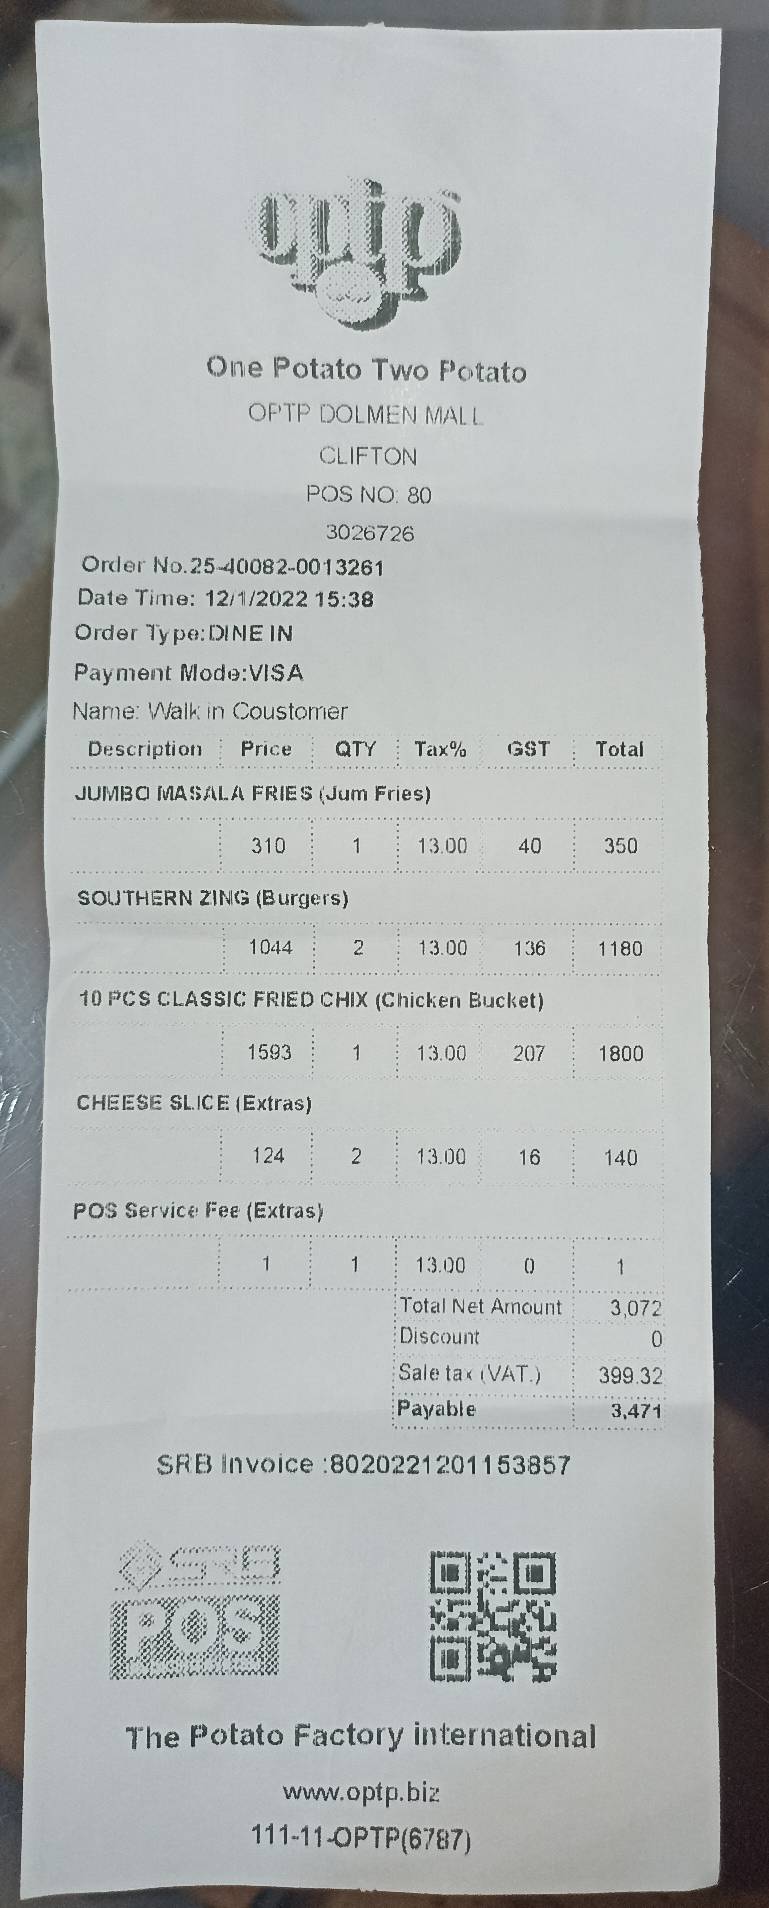 optp
One Potato Two Potato
OPTP DOLMEN MALL
CLIFTON
POS NO: 80
3026726
Order No.25-40082-0013261
Date Time: 12/1/2022 15:38
Order Type:DINE IN
Payment Mode:VISA
Name: Walk in Coustomer
Description Price QTY Tax% GST Total
JUMBO MASALA FRIES (Jum Fries)
310 1 13.00 40 350
SOUTHERN ZING (Burgers)
1044 2 13.00 136 1180
10 PCS CLASSIC FRIED CHIX (Chicken Bucket)
1593 1 13.00 207 1800
CHEESE SLICE (Extras)
124 2 13.00 16 140
POS Service Fee (Extras)
1 1 13.00 0 1
Total Net Amount 3,072
Discount 0
Sale tax (VAT.) 399.32
Payable 3,471
SRB Invoice :8020221201153857
SRB
POS
The Potato Factory international
www.optp.biz
111-11-OPTP(6787)